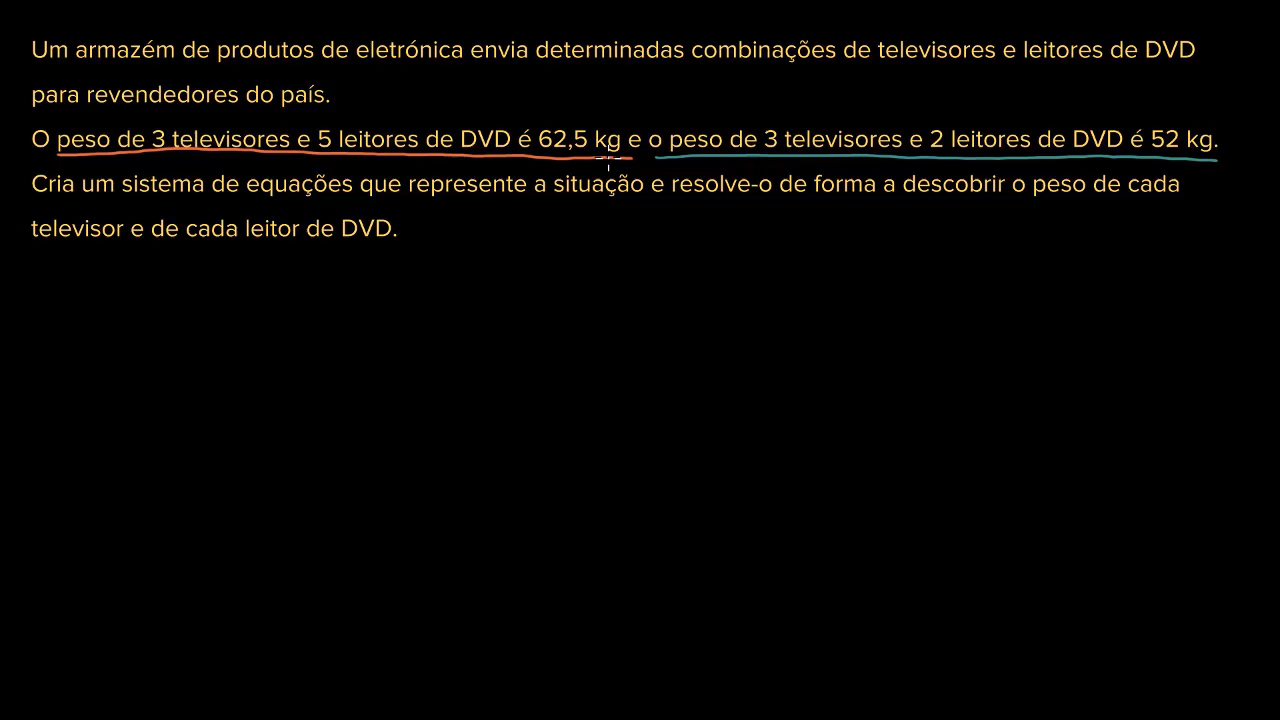 Um armazém de produtos de eletrónica envia determinadas combinações de televisores e leitores de DVD
para revendedores do país.
O peso de 3 televisores e 5 leitores de DVD é 62,5 kg e o peso de 3 televisores e 2 leitores de DVD é 52 kg.
Cria um sistema de equações que represente a situação e resolve-o de forma a descobrir o peso de cada
televisor e de cada leitor de DVD.